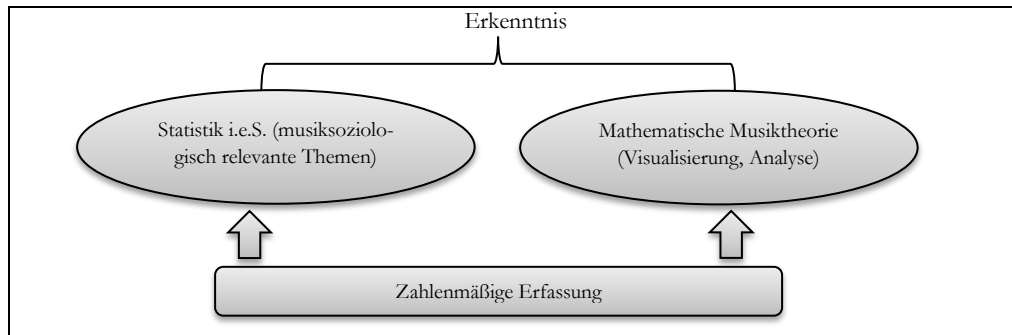 Erkenntnis
Statistik i.e.S. (musiksoziolo-
gisch relevante Themen)
Mathematische Musiktheorie
(Visualisierung, Analyse)
Zahlenmäßige Erfassung